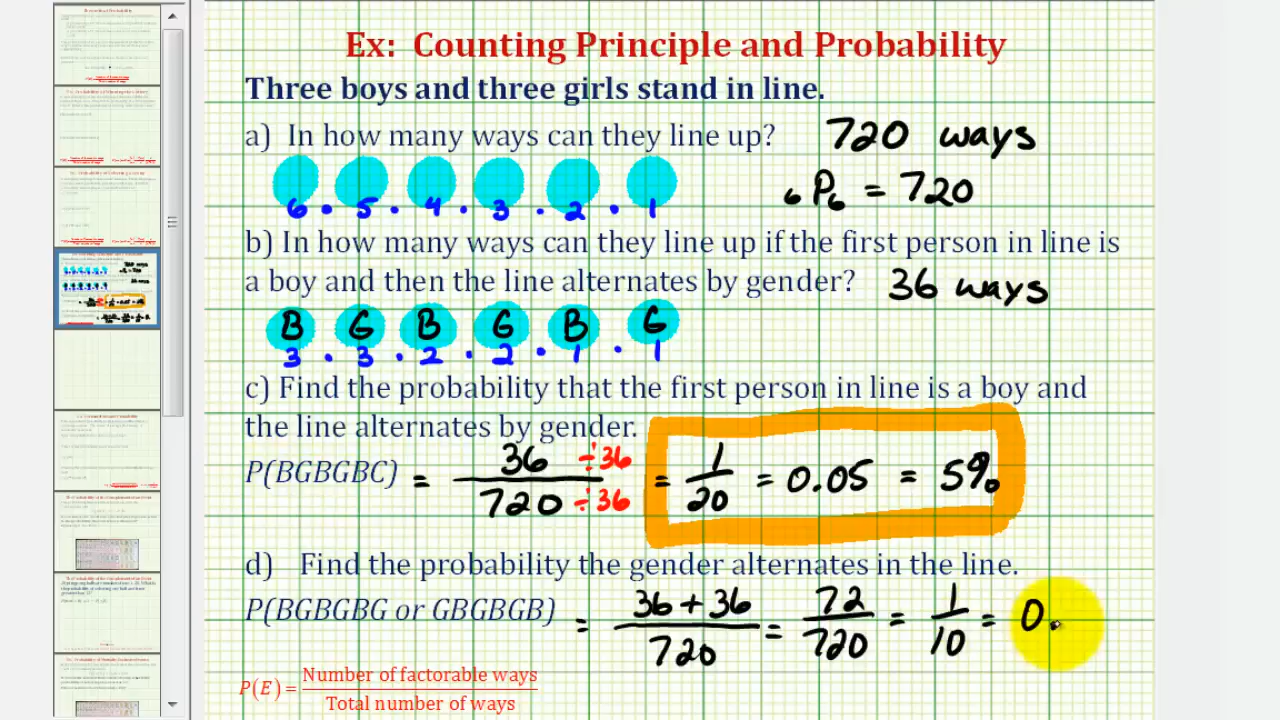 Ex: Counting Principle and Probability
Three boys and three girls stand in line.
a) In how many ways can they line up? 720 ways
6 · 5 · 4 · 3 · 2 · 1
₆P₆ = 720
b) In how many ways can they line up if the first person in line is
a boy and then the line alternates by gender? 36 ways
B G B G B G
3 · 3 · 2 · 2 · 1 · 1
c) Find the probability that the first person in line is a boy and
the line alternates by gender.
P(BGBGBC) = 36 ÷36 / 720 ÷36 = 1/20 = 0.05 = 5%
d) Find the probability the gender alternates in the line.
P(BGBGBG or GBGBGB) = 36 + 36 / 720 = 72/720 = 1/10 = 0.
P(E) = Number of factorable ways / Total number of ways